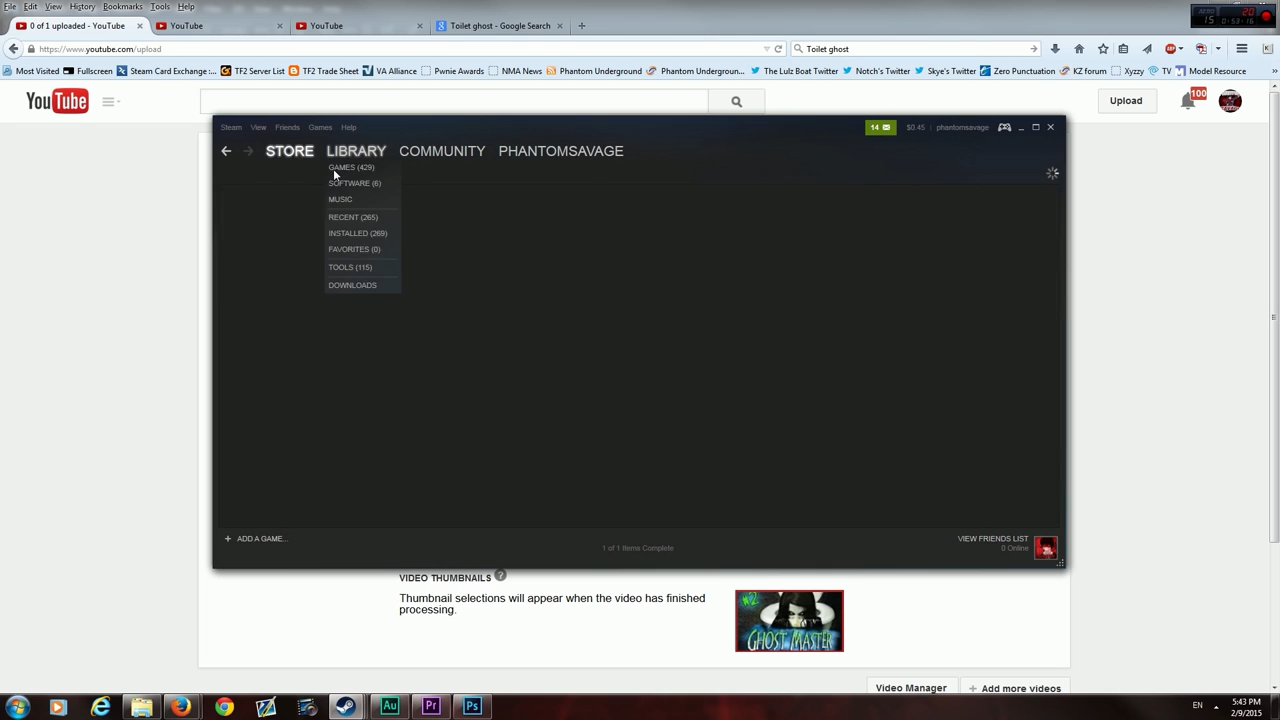 File Edit View History Bookmarks Tools Help
0 of 1 uploaded - YouTube × YouTube × YouTube × Toilet ghost - Google Search × +
https://www.youtube.com/upload Toilet ghost
Most Visited Fullscreen Steam Card Exchange :... TF2 Server List TF2 Trade Sheet VA Alliance Pwnie Awards NMA News Phantom Underground Phantom Undergroun... The Lulz Boat Twitter Notch's Twitter Skye's Twitter Zero Punctuation KZ forum Xyzzy TV Model Resource
YouTube Upload 100
Steam View Friends Games Help 14 $0.45 phantomsavage
STORE LIBRARY COMMUNITY PHANTOMSAVAGE
GAMES (429)
SOFTWARE (6)
MUSIC
RECENT (265)
INSTALLED (269)
FAVORITES (0)
TOOLS (115)
DOWNLOADS
+ ADD A GAME...
1 of 1 Items Complete
VIEW FRIENDS LIST
0 Online
VIDEO THUMBNAILS ?
Thumbnail selections will appear when the video has finished
processing.
#2
GHOST MASTER
Video Manager + Add more videos
Au Pr Ps
EN 5:43 PM
2/9/2015